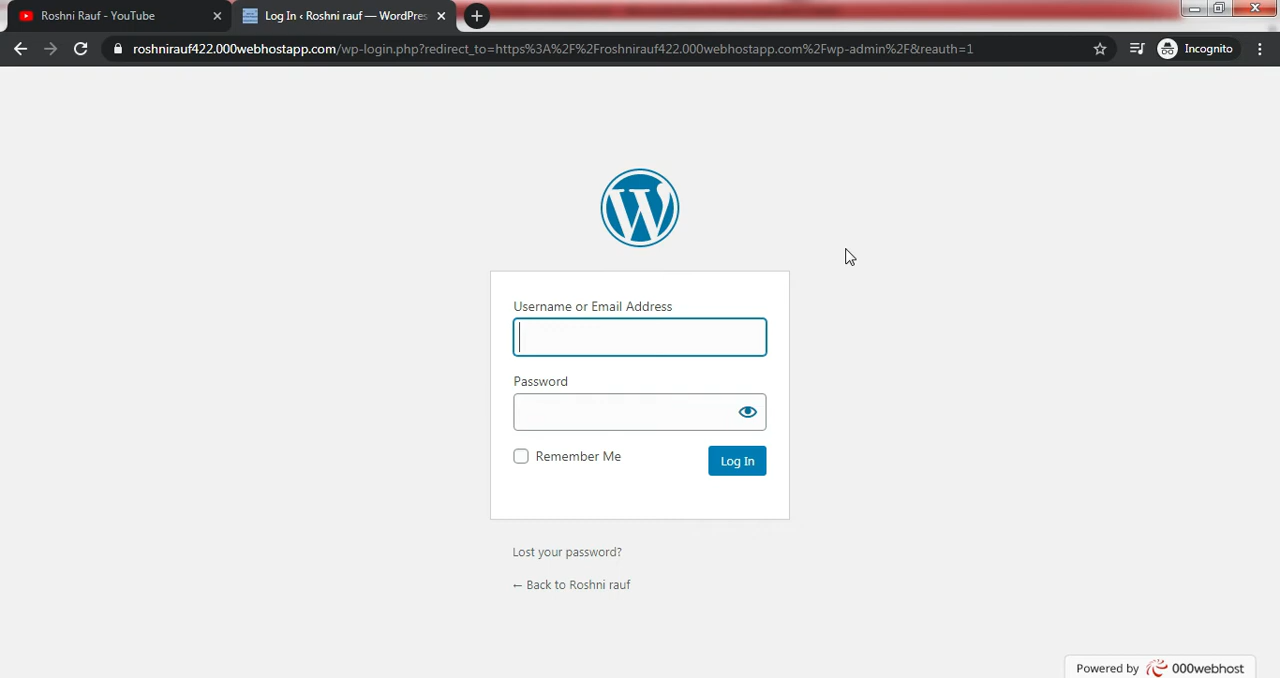 Roshni Rauf - YouTube
Log In ‹ Roshni rauf — WordPres
roshnirauf422.000webhostapp.com/wp-login.php?redirect_to=https%3A%2F%2Froshnirauf422.000webhostapp.com%2Fwp-admin%2F&reauth=1
Incognito
Username or Email Address
Password
Remember Me
Log In
Lost your password?
← Back to Roshni rauf
Powered by 000webhost